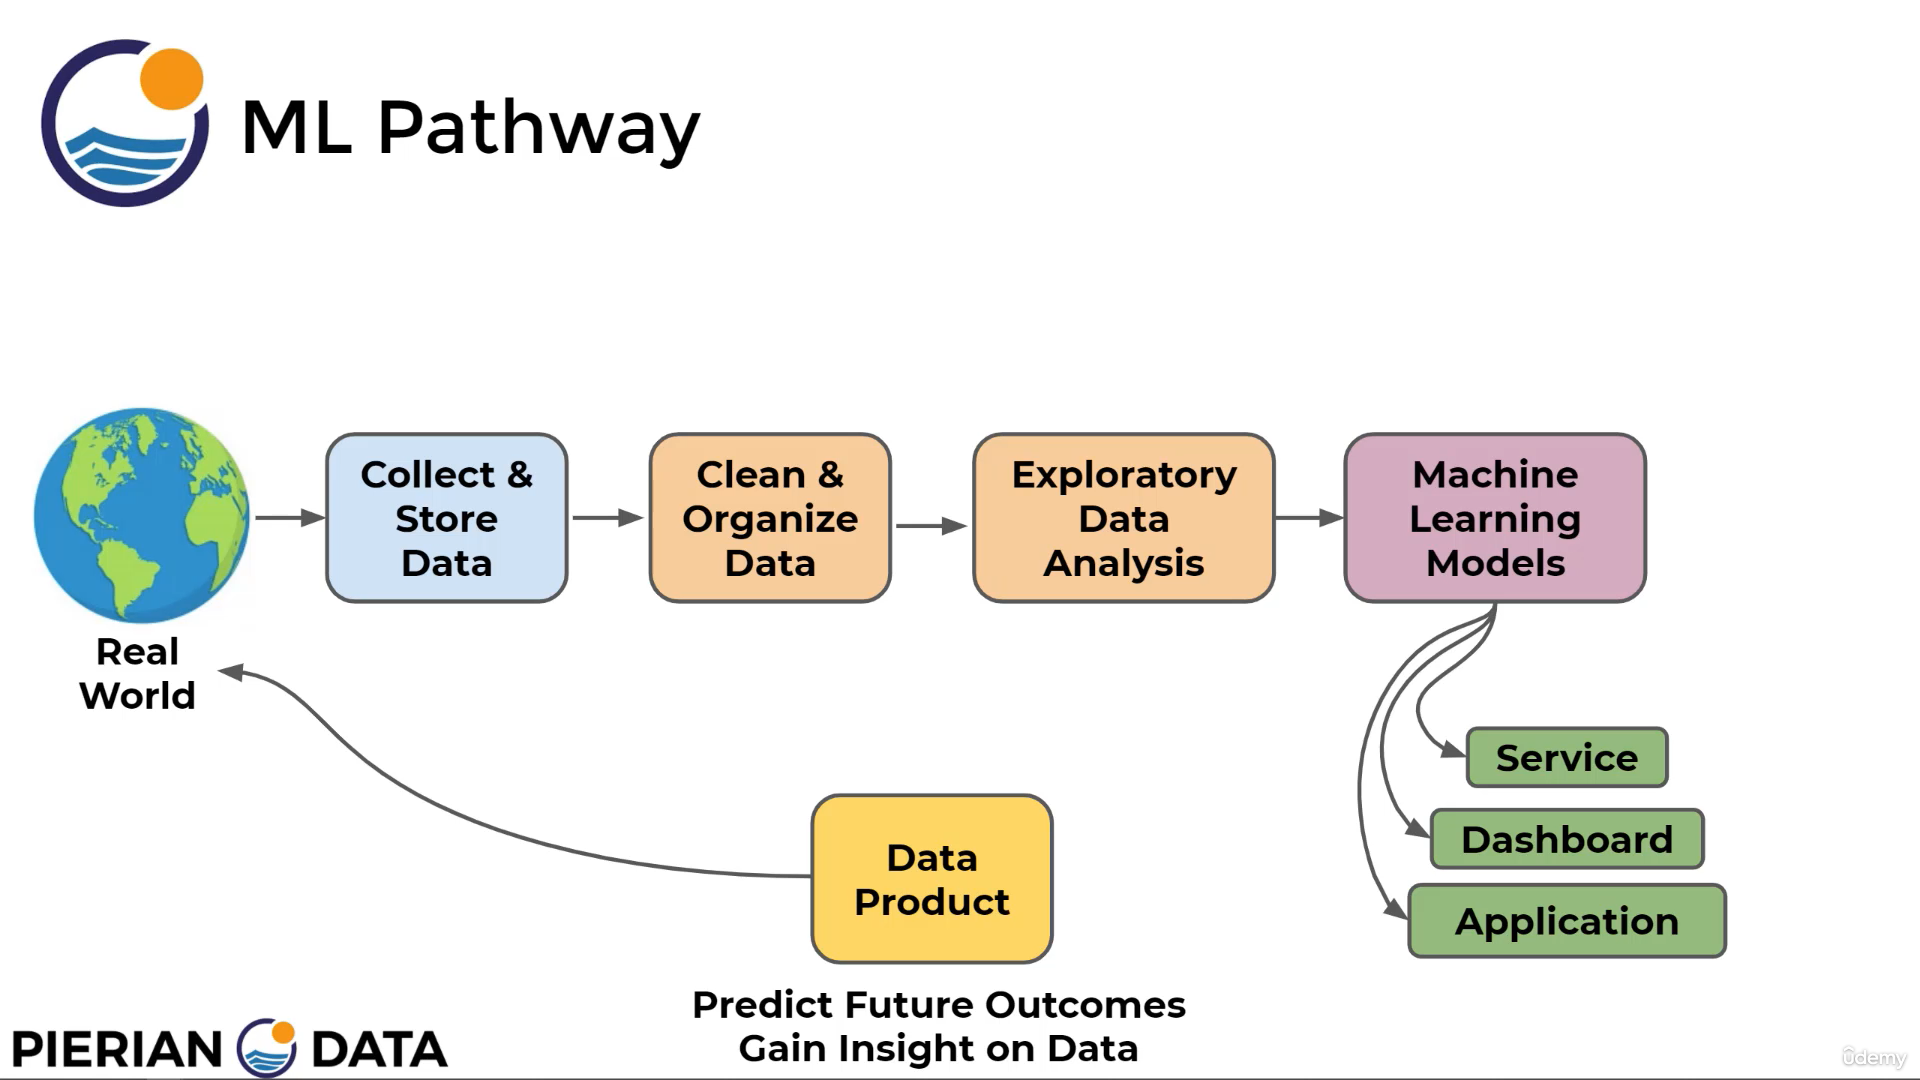 ML Pathway
Collect &
Store
Data
Clean &
Organize
Data
Exploratory
Data
Analysis
Machine
Learning
Models
Real
World
Service
Dashboard
Application
Data
Product
Predict Future Outcomes
Gain Insight on Data
PIERIAN DATA
ûdemy